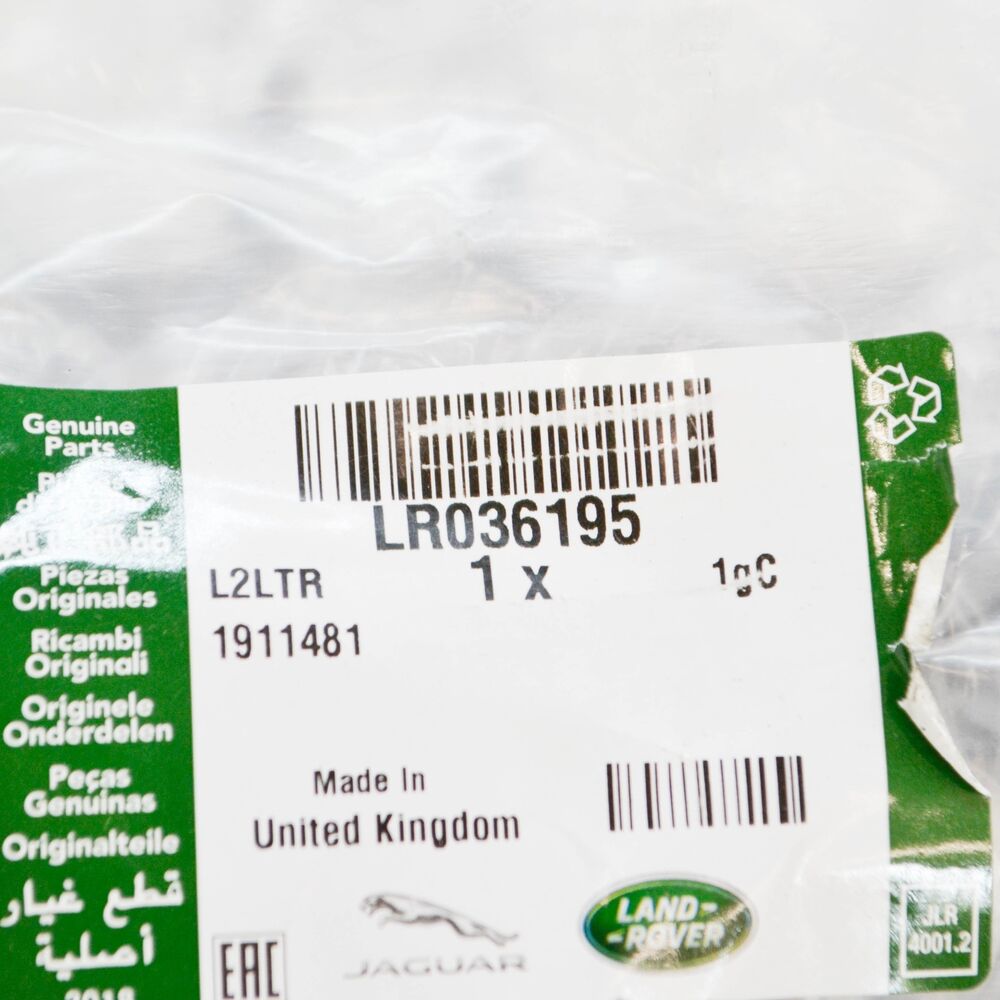 Genuine
Parts
Piezas
Originales
Ricambi
Originali
Originele
Onderdelen
Peças
Genuínas
Originalteile
قطع غيار
أصلية
2018
LR036195
L2LTR
1 x
1gC
1911481
Made In
United Kingdom
EAC
JAGUAR
LAND-
-ROVER
JLR
4001.2